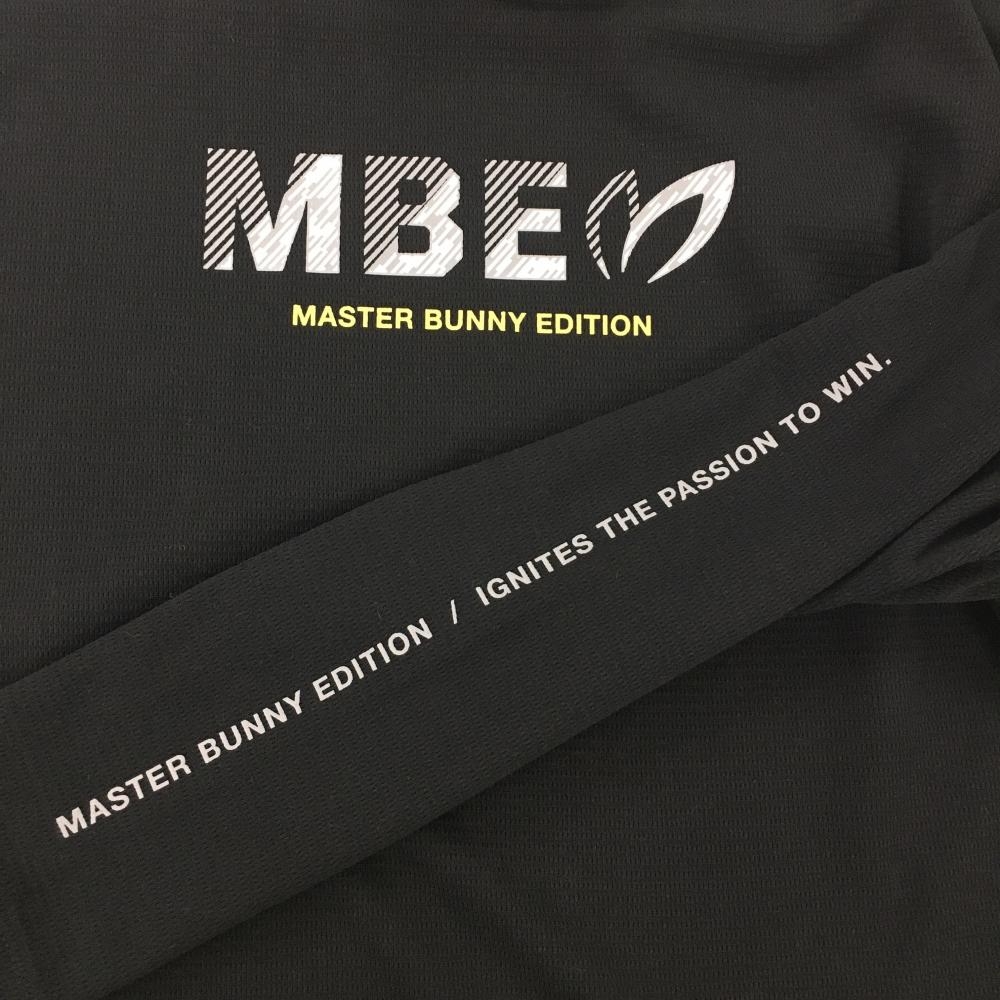 MBE
MASTER BUNNY EDITION
MASTER BUNNY EDITION / IGNITES THE PASSION TO WIN.